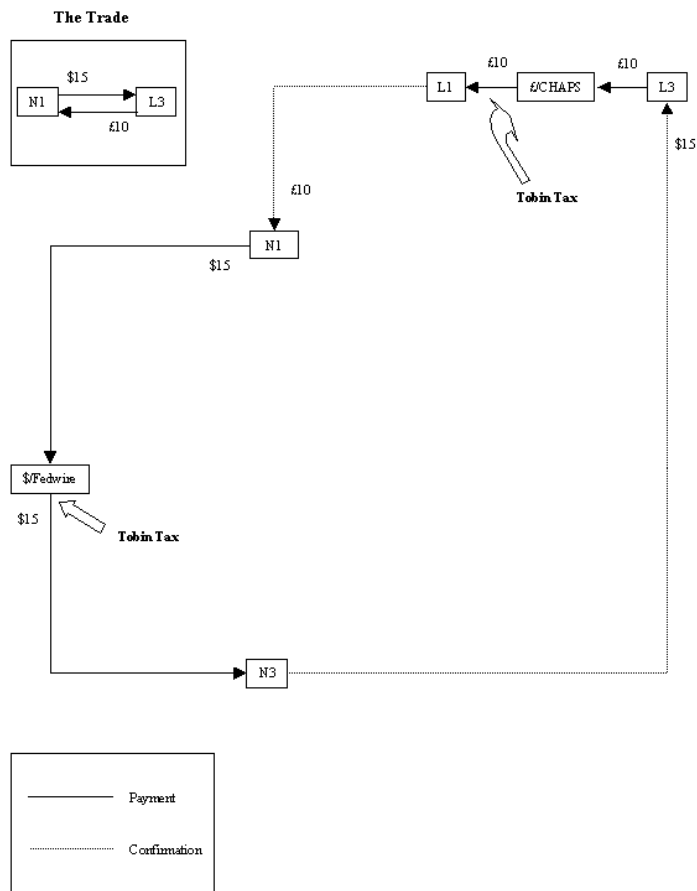 The Trade
$15
N1
L3
£10
£10
£10
L1
£/CHAPS
L3
$15
Tobin Tax
£10
N1
$15
$/Fedwire
$15
Tobin Tax
N3
Payment
Confirmation